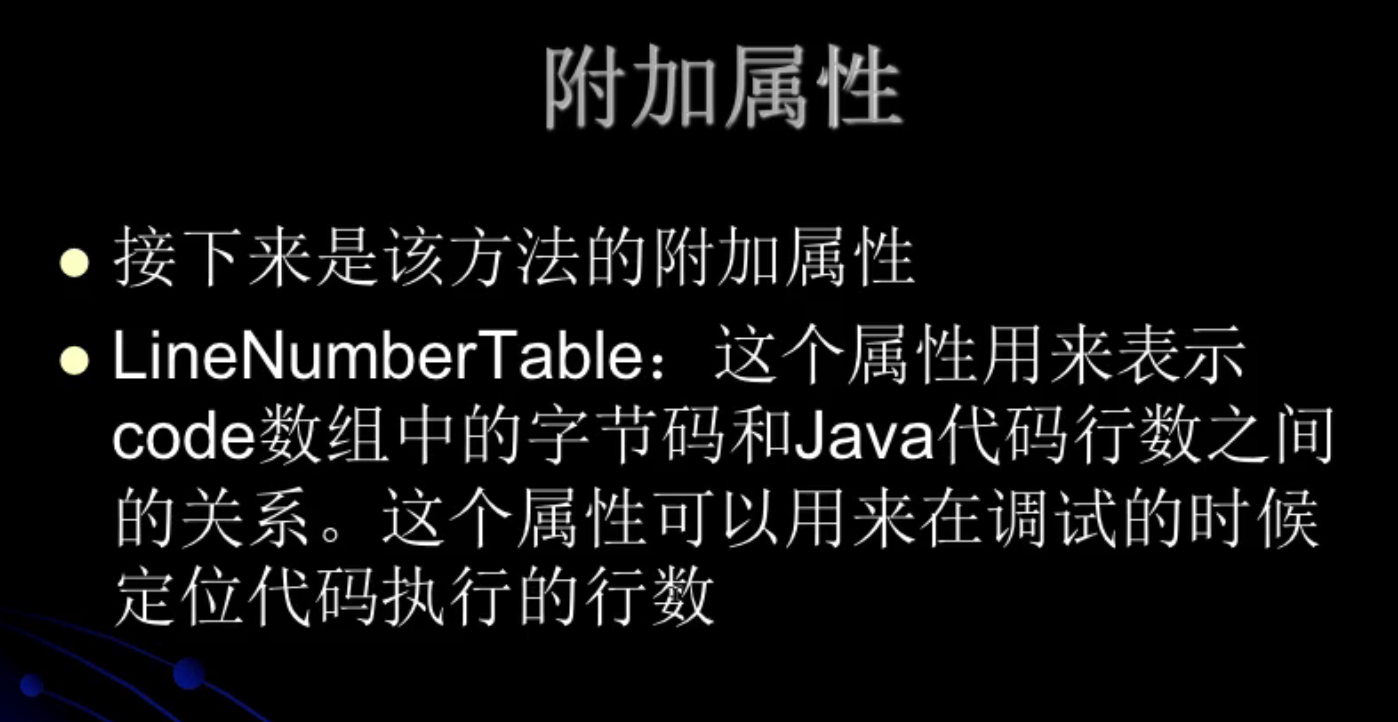 附加属性
接下来是该方法的附加属性
LineNumberTable：这个属性用来表示
code数组中的字节码和Java代码行数之间
的关系。这个属性可以用来在调试的时候
定位代码执行的行数